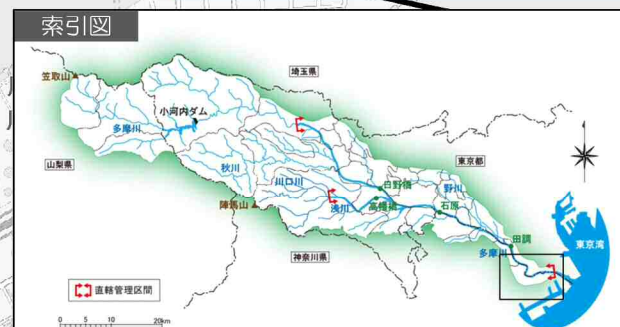 索引図
埼玉県
笠取山
小河内ダム
多摩川
山梨県
東京都
秋川
日野橋
野川
川口川
浅川
高幡橋
石原
陣馬山
田調
多摩川
東京湾
神奈川県
直轄管理区間
0 5 10 20km